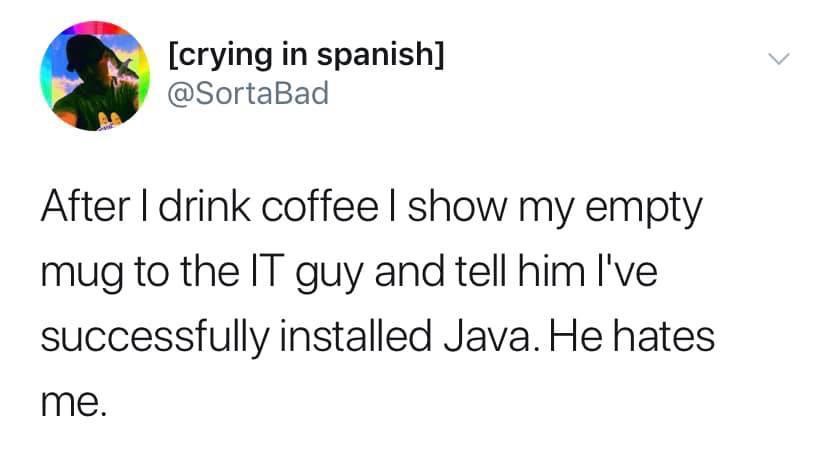 [crying in spanish]
@SortaBad
After I drink coffee I show my empty
mug to the IT guy and tell him I've
successfully installed Java. He hates
me.